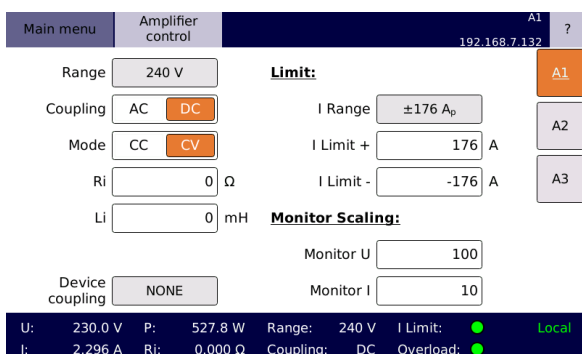 Main menu
Amplifier
control
A1
192.168.7.132
?
Range 240 V
Limit:
A1
Coupling AC DC
I Range ±176 Aₚ
Mode CC CV
I Limit + 176 A
A2
Ri 0 Ω
I Limit - -176 A
A3
Li 0 mH
Monitor Scaling:
Monitor U 100
Device
coupling NONE
Monitor I 10
U: 230.0 V P: 527.8 W Range: 240 V I Limit: Local
I: 2.296 A Ri: 0.000 Ω Coupling: DC Overload: